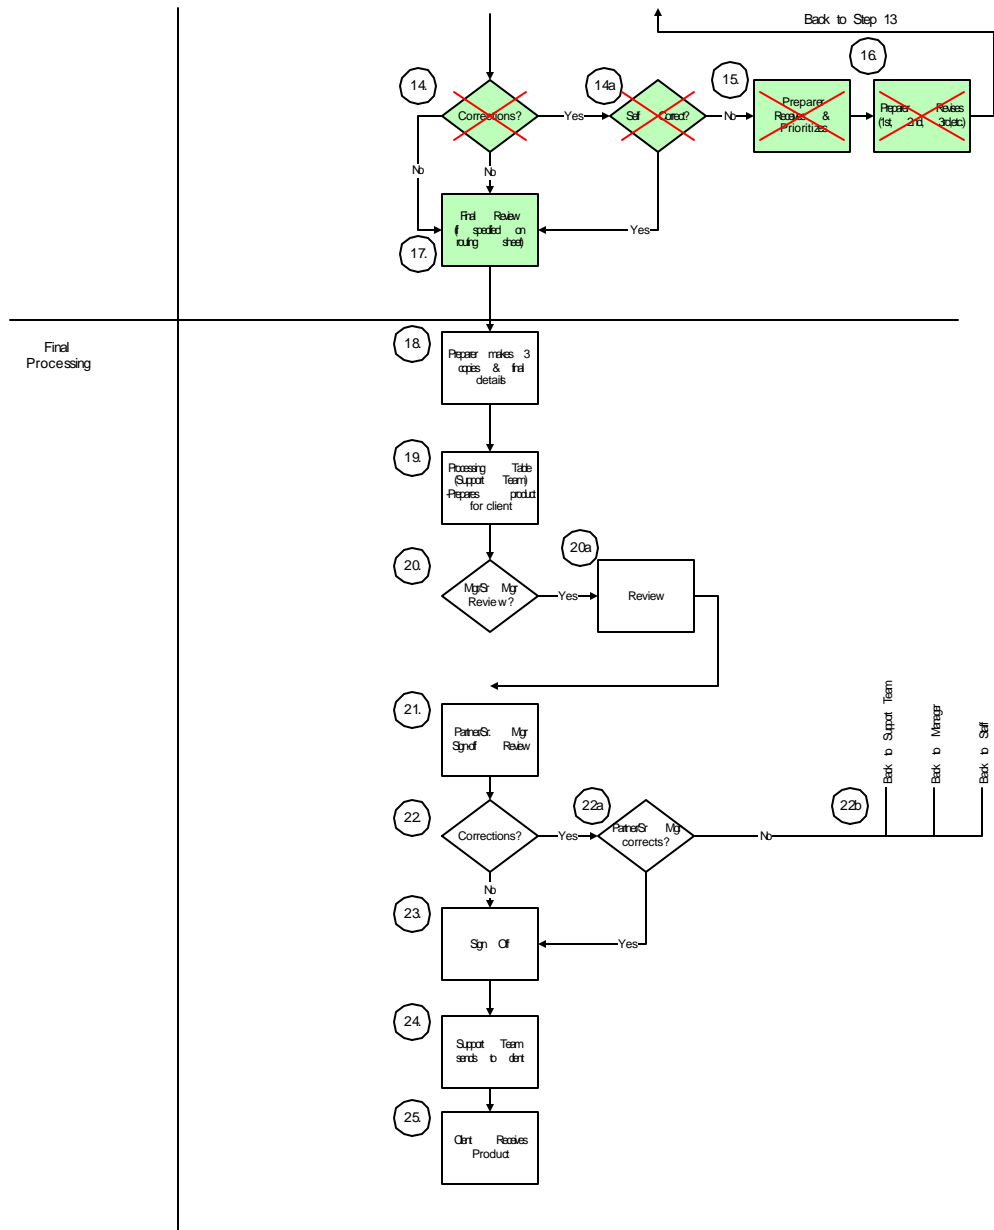 Back to Step 13
14.
Corrections?
Yes
14a
Self Correct?
No
15.
Preparer
Receives &
Prioritizes
16.
Preparer Revises
(1st, 2nd, 3rd,etc.)
No
No
Yes
17.
Final Review
(if specified on
routing sheet)
Final
Processing
18.
Preparer makes 3
copies & final
details
19.
Processing Table
(Support Team)
-Prepares product
for client
20.
Mgr/Sr Mgr
Review?
Yes
20a
Review
21.
Partner/Sr. Mgr
Sign-off Review
22.
Corrections?
Yes
22a
Partner/Sr Mgr
corrects?
No
22b
Back to Support Team
Back to Manager
Back to Staff
No
Yes
23.
Sign Off
24.
Support Team
sends to client
25.
Client Receives
Product